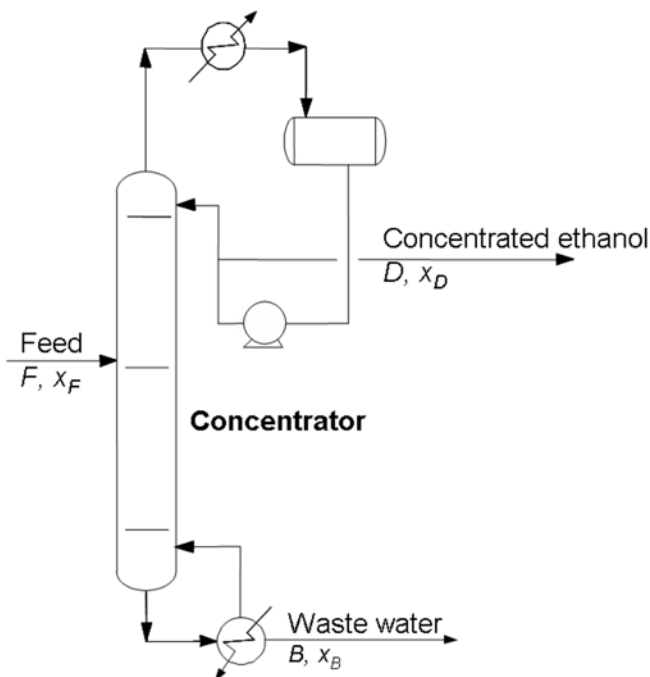 Concentrated ethanol
D, x_D
Feed
F, x_F
Concentrator
Waste water
B, x_B